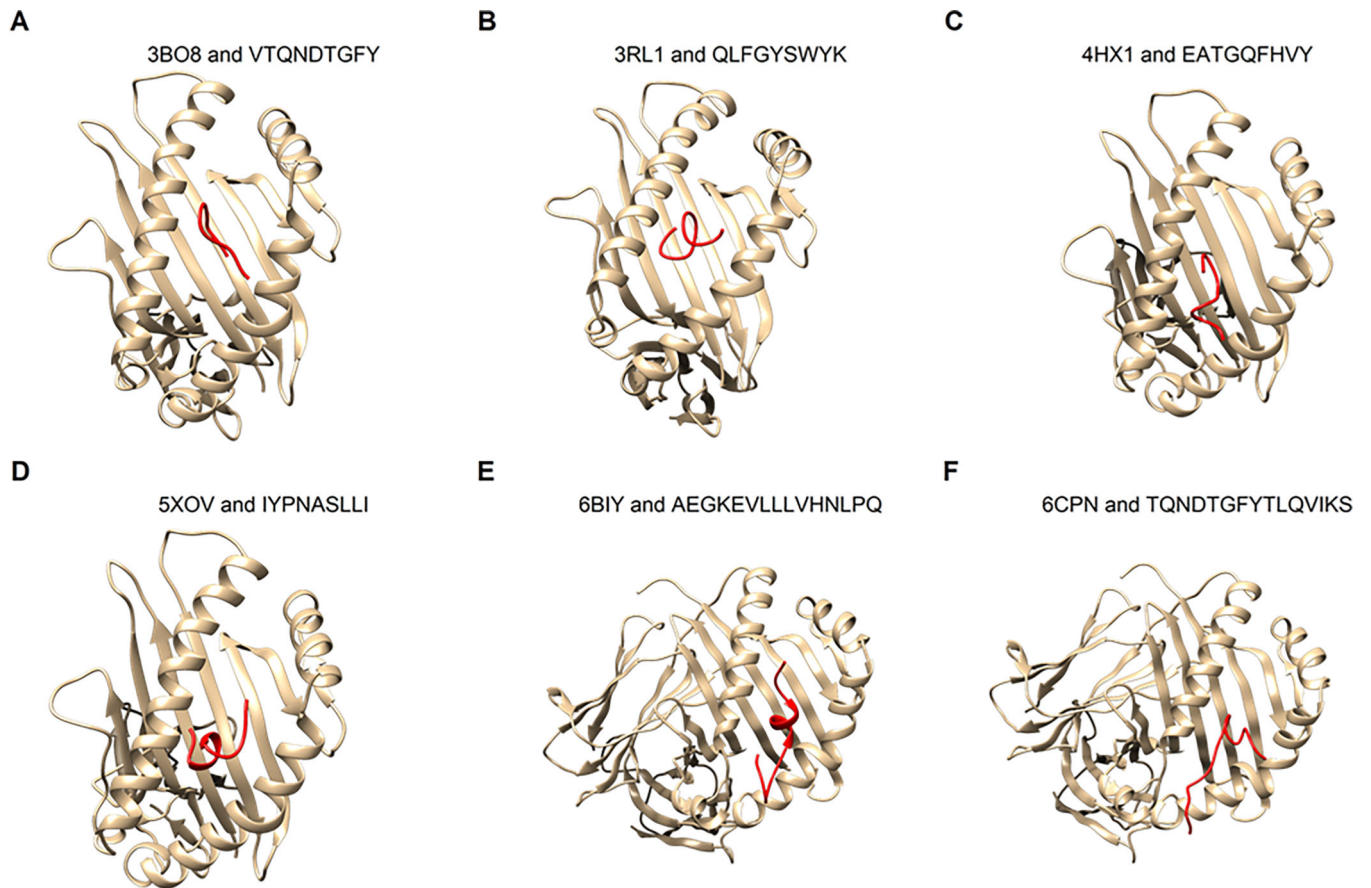 A
3BO8 and VTQNDTGFY
B
3RL1 and QLFGYSWYK
C
4HX1 and EATGQFHVY
D
5XOV and IYPNASLLI
E
6BIY and AEGKEVLLLVHNLPQ
F
6CPN and TQNDTGFYTLQVIKS